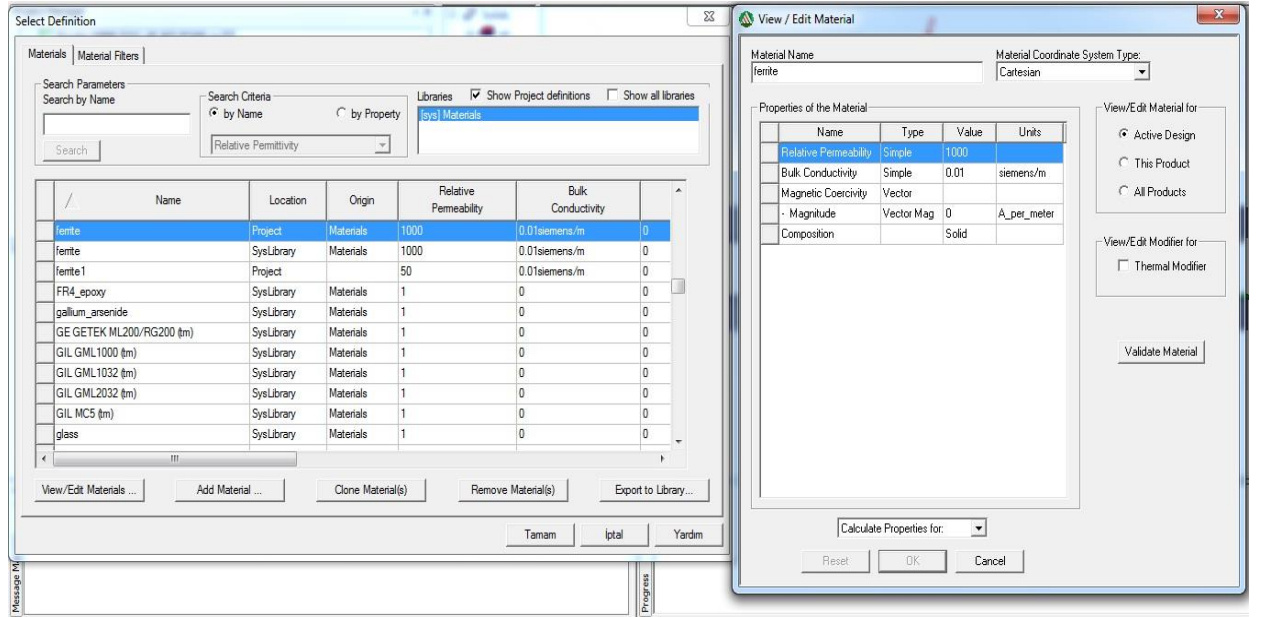 Select Definition
Materials
Material Filters
Search Parameters
Search by Name
Search
Search Criteria
by Name
by Property
Relative Permittivity
Libraries
Show Project definitions
Show all libraries
[sys] Materials
/ Name Location Origin Relative Permeability Bulk Conductivity
ferrite Project Materials 1000 0.01siemens/m 0
ferrite SysLibrary Materials 1000 0.01siemens/m 0
ferrite1 Project 50 0.01siemens/m 0
FR4_epoxy SysLibrary Materials 1 0 0
gallium_arsenide SysLibrary Materials 1 0 0
GE GETEK ML200/RG200 (tm) SysLibrary Materials 1 0 0
GIL GML1000 (tm) SysLibrary Materials 1 0 0
GIL GML1032 (tm) SysLibrary Materials 1 0 0
GIL GML2032 (tm) SysLibrary Materials 1 0 0
GIL MC5 (tm) SysLibrary Materials 1 0 0
glass SysLibrary Materials 1 0 0
View/Edit Materials ...
Add Material ...
Clone Material(s)
Remove Material(s)
Export to Library...
Tamam
İptal
Yardım
Progress
View / Edit Material
Material Name
ferrite
Material Coordinate System Type:
Cartesian
Properties of the Material
Name Type Value Units
Relative Permeability Simple 1000
Bulk Conductivity Simple 0.01 siemens/m
Magnetic Coercivity Vector
- Magnitude Vector Mag 0 A_per_meter
Composition Solid
View/Edit Material for
Active Design
This Product
All Products
View/Edit Modifier for
Thermal Modifier
Validate Material
Calculate Properties for:
Reset
OK
Cancel